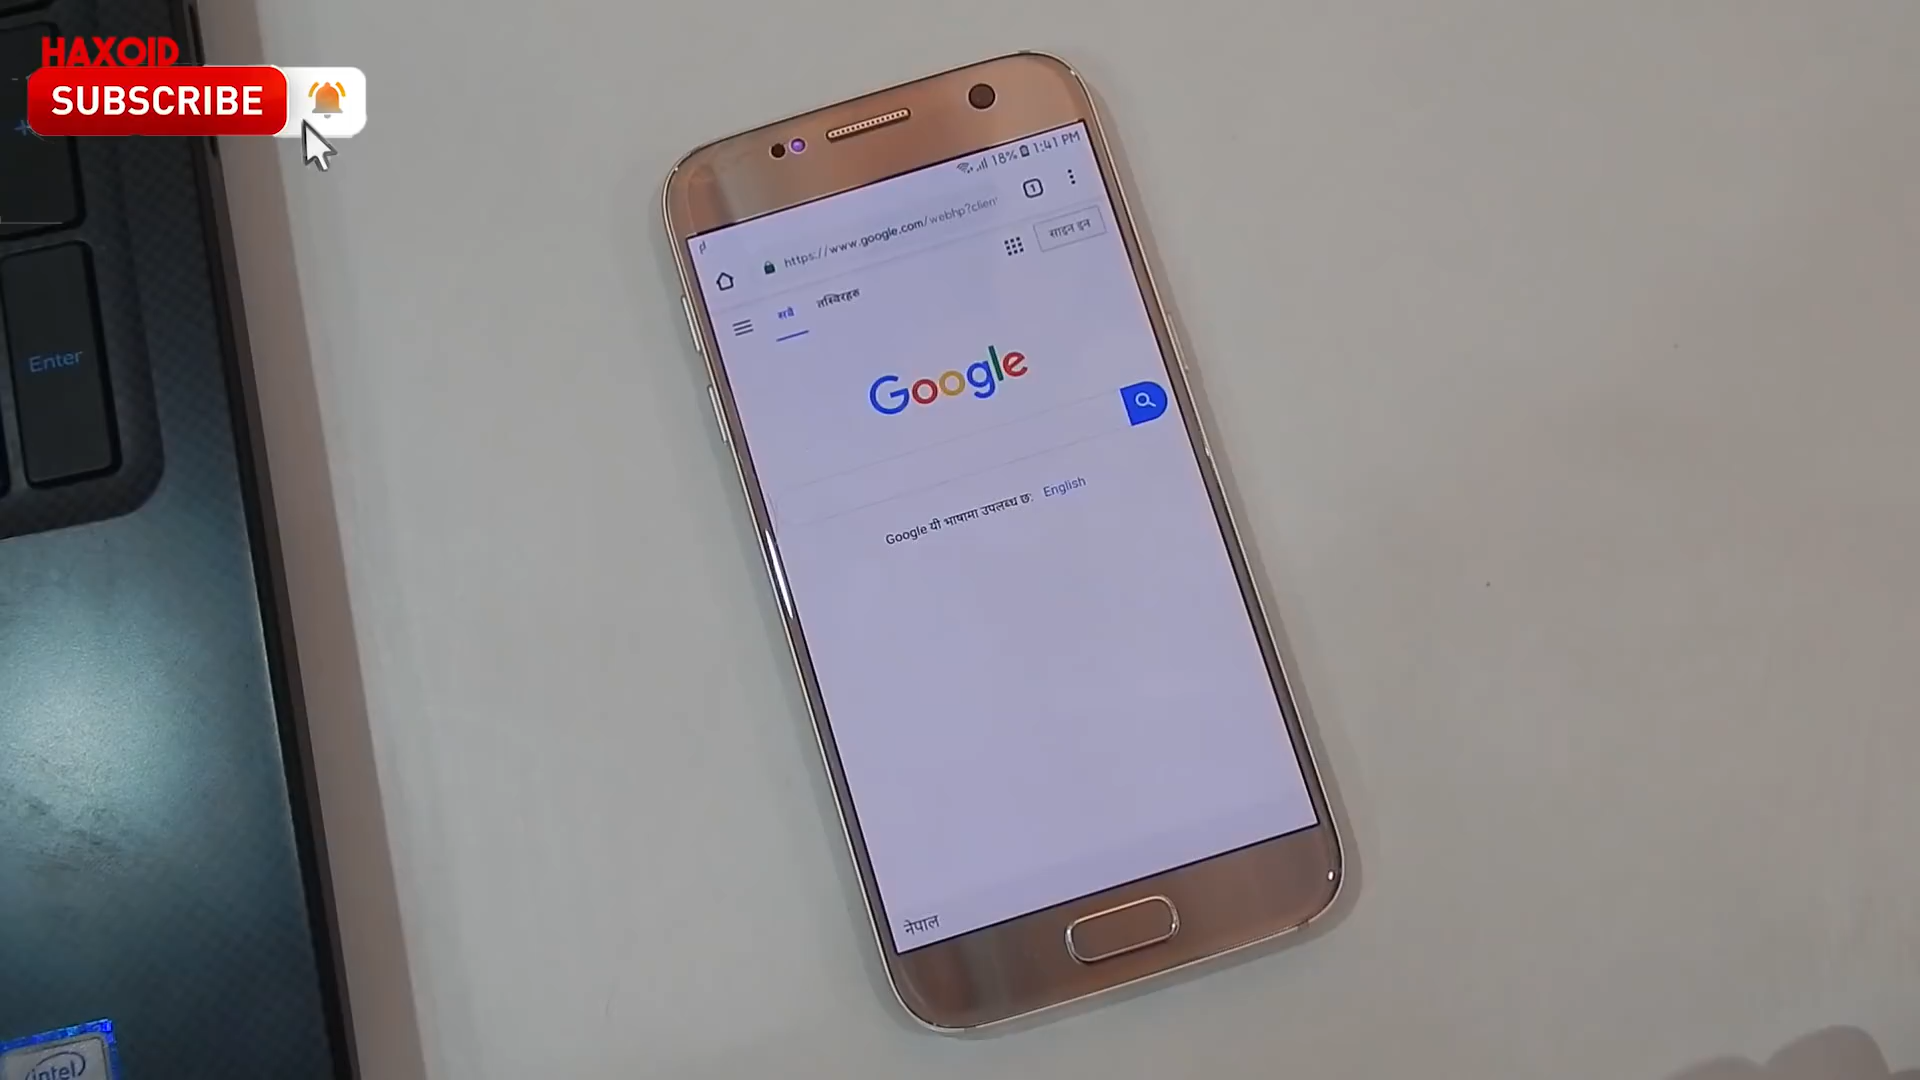 HAXOID
SUBSCRIBE
Enter
18% 1:41 PM
https://www.google.com/webhp?client
1
साइन इन
सबै तस्विरहरू
Google
Google यी भाषामा उपलब्ध छ: English
नेपाल
intel